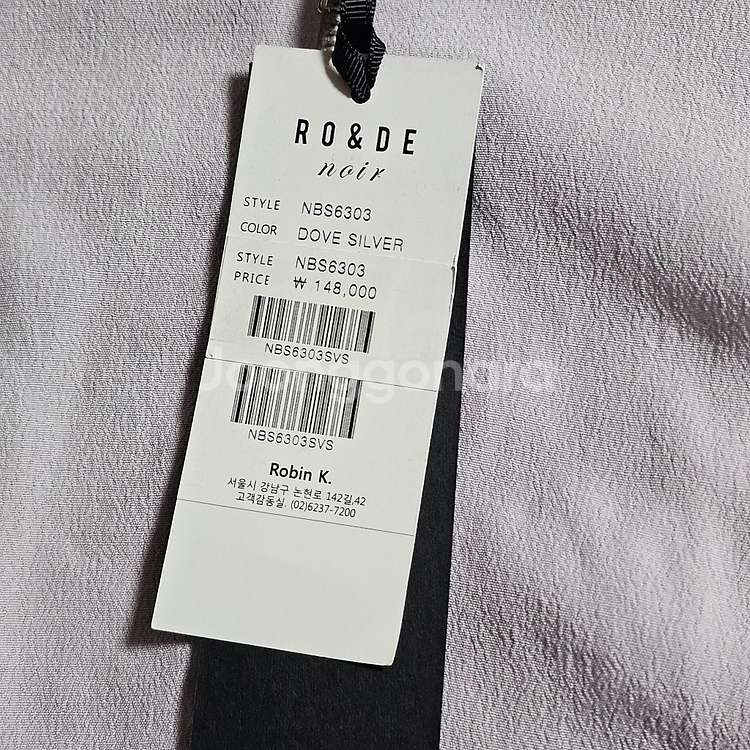 RO&DE
noir
STYLE NBS6303
COLOR DOVE SILVER
STYLE NBS6303
PRICE ₩ 148,000
NBS6303SVS
Joonggonara
NBS6303SVS
Robin K.
서울시 강남구 논현로 142길,42
고객감동실. (02)6237-7200